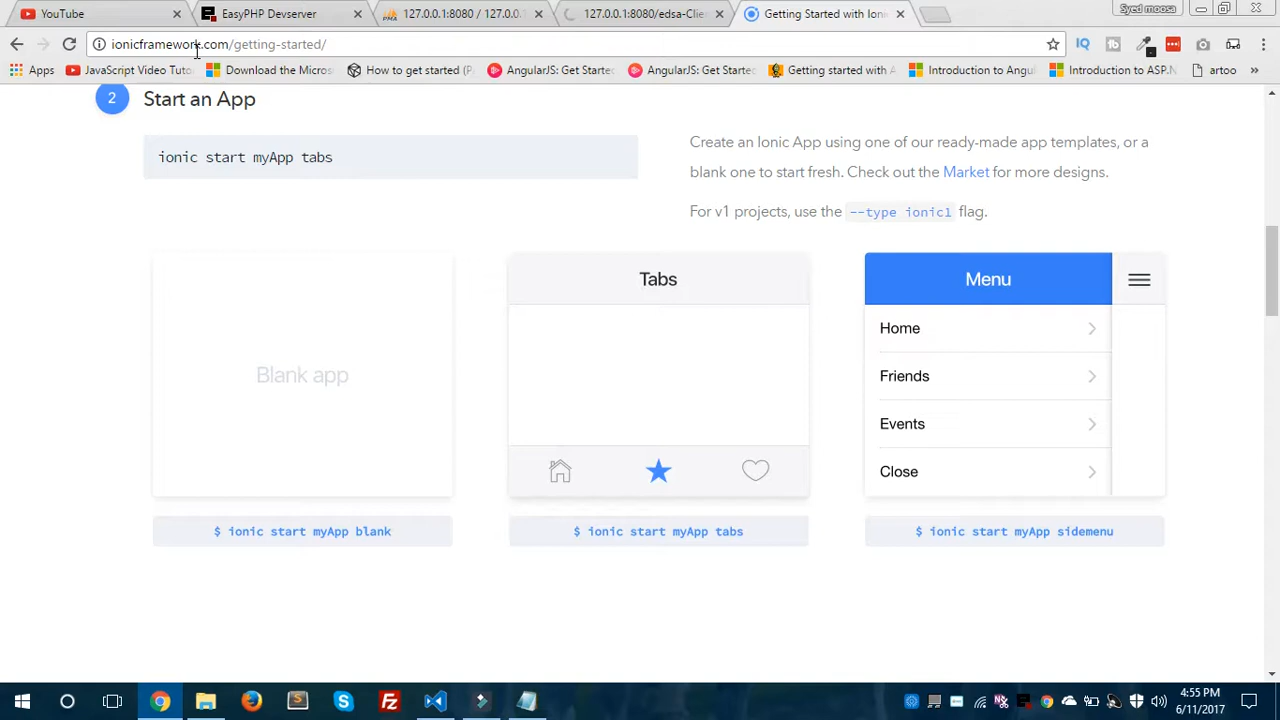 YouTube
EasyPHP Devserver
127.0.0.1:8080 / 127.0.0.1
127.0.0.1:8080/edsa-Clie
Getting Started with Ioni
Syed moosa
ionicframework.com/getting-started/
Apps
JavaScript Video Tuto
Download the Micros
How to get started (P
AngularJS: Get Starte
AngularJS: Get Starte
Getting started with A
Introduction to Angu
Introduction to ASP.N
artoo
2
Start an App
ionic start myApp tabs
Create an Ionic App using one of our ready-made app templates, or a
blank one to start fresh. Check out the Market for more designs.
For v1 projects, use the --type ionic1 flag.
Blank app
Tabs
Menu
Home
Friends
Events
Close
$ ionic start myApp blank
$ ionic start myApp tabs
$ ionic start myApp sidemenu
4:55 PM
6/11/2017